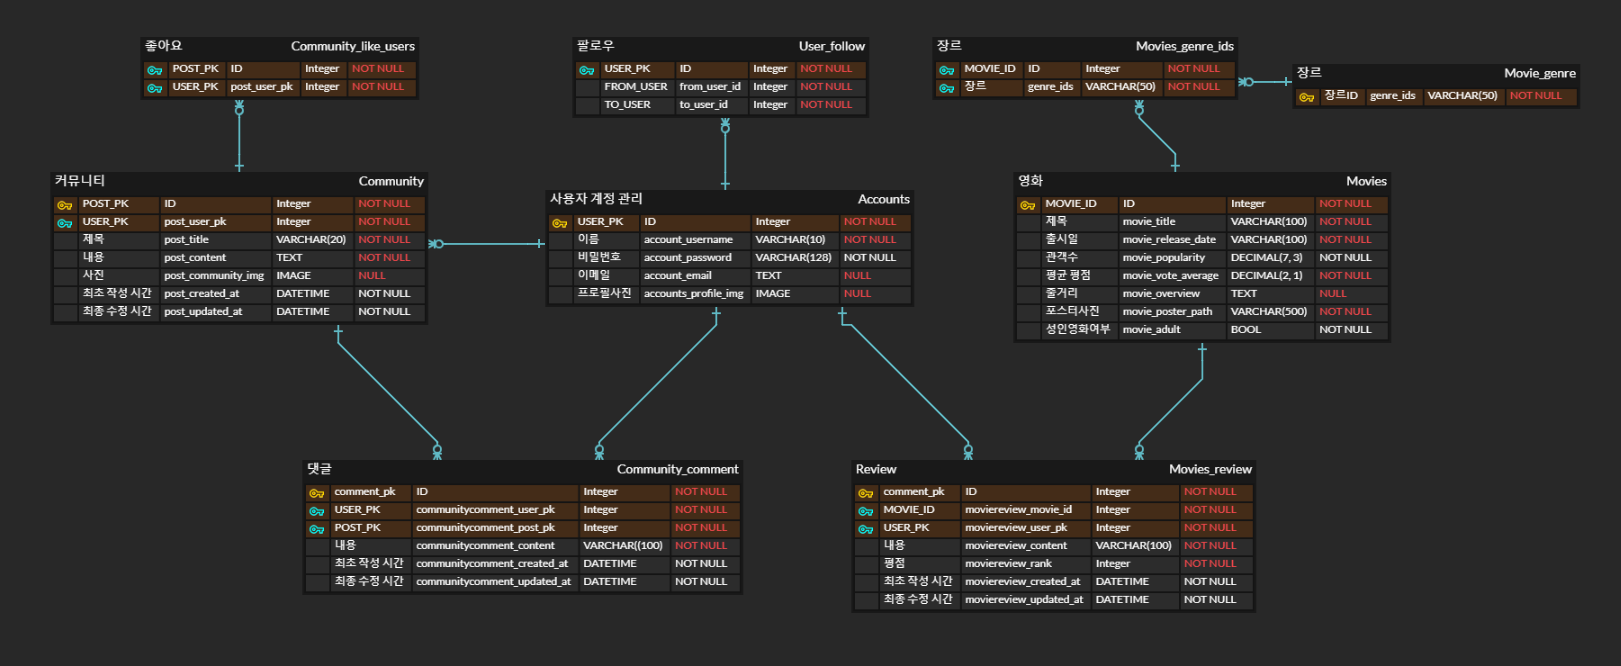 좋아요 Community_like_users
POST_PK ID Integer NOT NULL
USER_PK post_user_pk Integer NOT NULL
팔로우 User_follow
USER_PK ID Integer NOT NULL
FROM_USER from_user_id Integer NOT NULL
TO_USER to_user_id Integer NOT NULL
장르 Movies_genre_ids
MOVIE_ID ID Integer NOT NULL
장르 genre_ids VARCHAR(50) NOT NULL
장르 Movie_genre
장르ID genre_ids VARCHAR(50) NOT NULL
커뮤니티 Community
POST_PK ID Integer NOT NULL
USER_PK post_user_pk Integer NOT NULL
제목 post_title VARCHAR(20) NOT NULL
내용 post_content TEXT NOT NULL
사진 post_community_img IMAGE NULL
최초 작성 시간 post_created_at DATETIME NOT NULL
최종 수정 시간 post_updated_at DATETIME NOT NULL
사용자 계정 관리 Accounts
USER_PK ID Integer NOT NULL
이름 account_username VARCHAR(10) NOT NULL
비밀번호 account_password VARCHAR(128) NOT NULL
이메일 account_email TEXT NULL
프로필사진 accounts_profile_img IMAGE NULL
영화 Movies
MOVIE_ID ID Integer NOT NULL
제목 movie_title VARCHAR(100) NOT NULL
출시일 movie_release_date VARCHAR(100) NOT NULL
관객수 movie_popularity DECIMAL(7, 3) NOT NULL
평균 평점 movie_vote_average DECIMAL(2, 1) NOT NULL
줄거리 movie_overview TEXT NULL
포스터사진 movie_poster_path VARCHAR(500) NOT NULL
성인영화여부 movie_adult BOOL NOT NULL
댓글 Community_comment
comment_pk ID Integer NOT NULL
USER_PK communitycomment_user_pk Integer NOT NULL
POST_PK communitycomment_post_pk Integer NOT NULL
내용 communitycomment_content VARCHAR((100) NOT NULL
최초 작성 시간 communitycomment_created_at DATETIME NOT NULL
최종 수정 시간 communitycomment_updated_at DATETIME NOT NULL
Review Movies_review
comment_pk ID Integer NOT NULL
MOVIE_ID moviereview_movie_id Integer NOT NULL
USER_PK moviereview_user_pk Integer NOT NULL
내용 moviereview_content VARCHAR(100) NOT NULL
평점 moviereview_rank Integer NOT NULL
최초 작성 시간 moviereview_created_at DATETIME NOT NULL
최종 수정 시간 moviereview_updated_at DATETIME NOT NULL